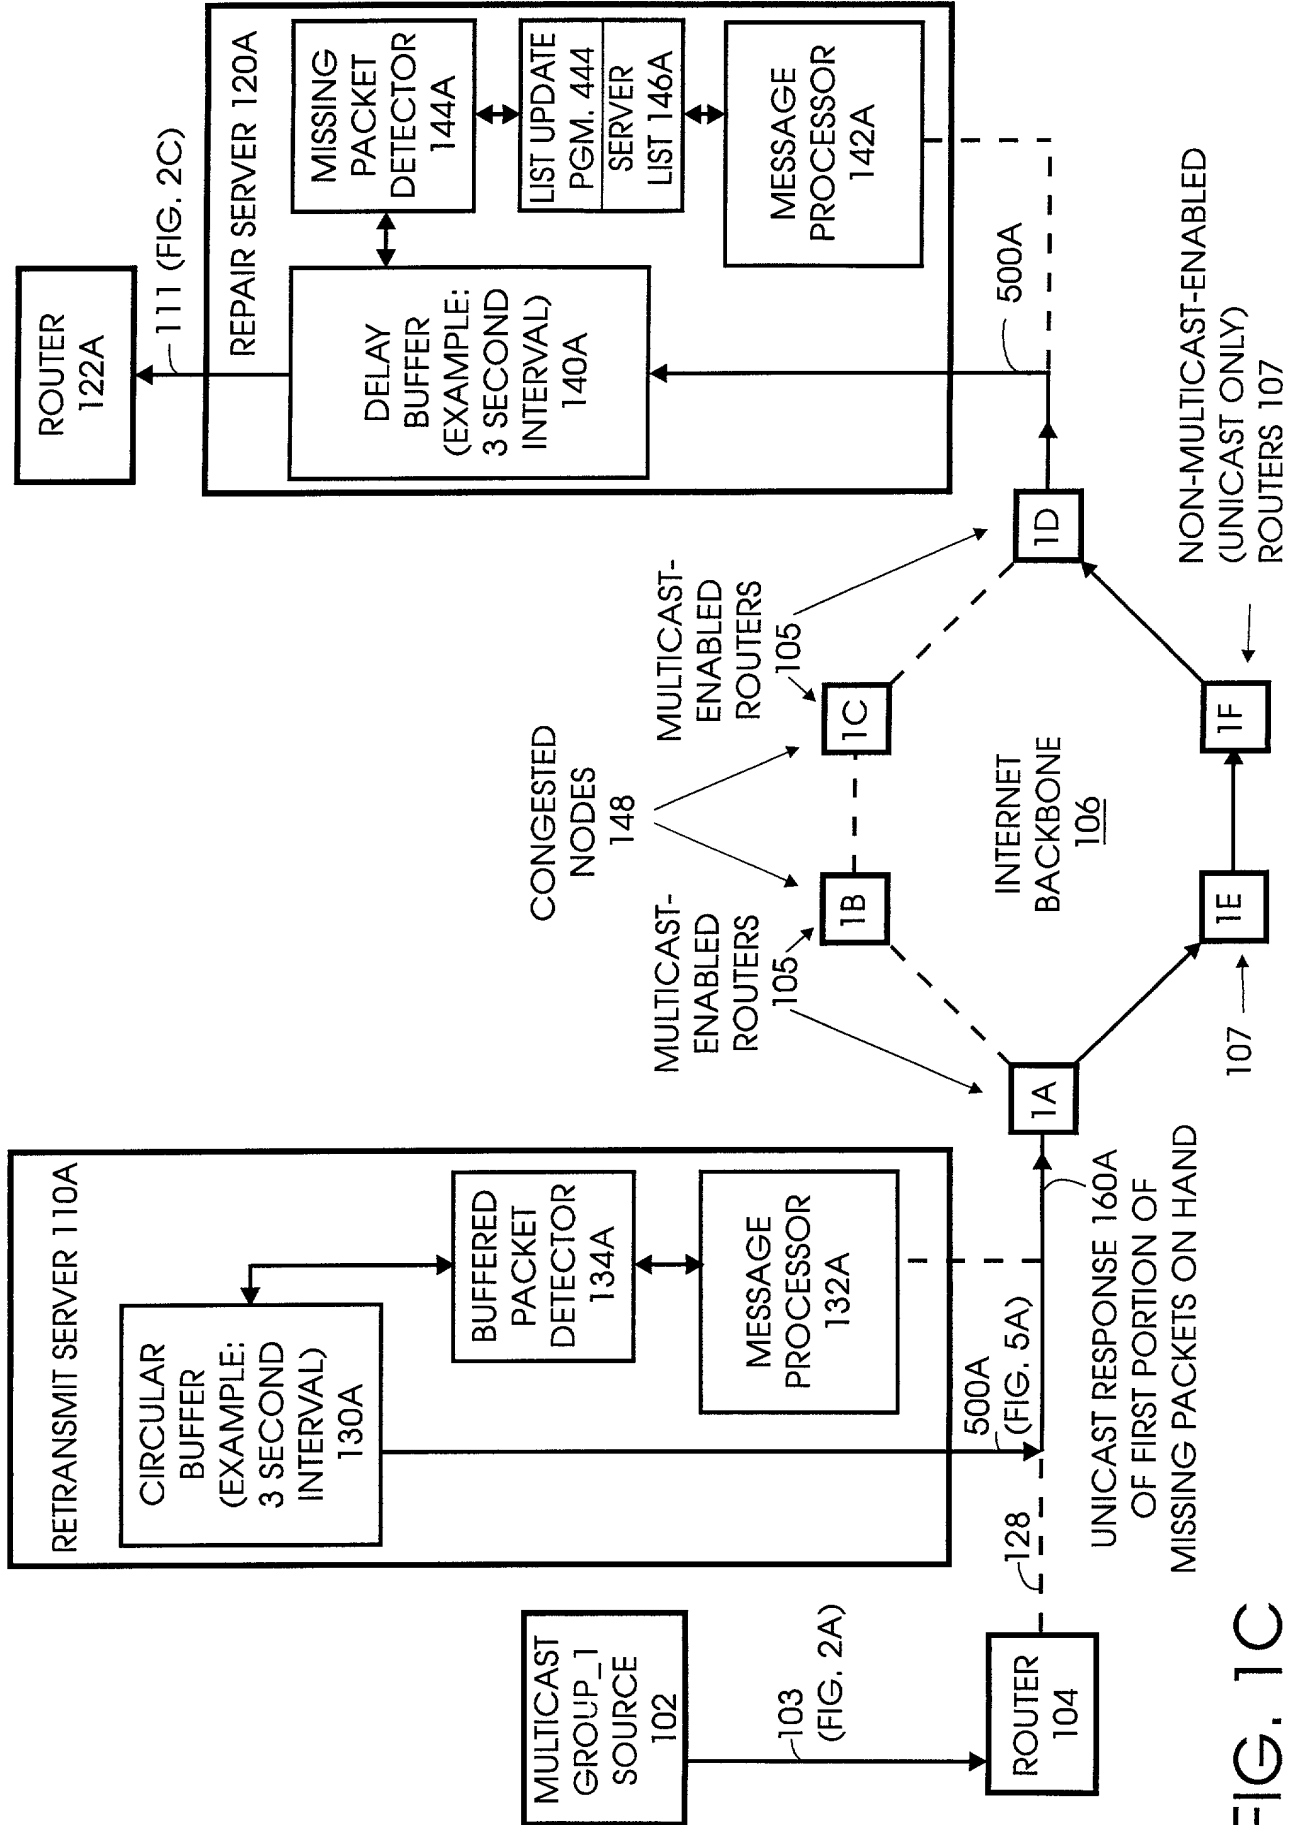 RETRANSMIT SERVER 110A
CIRCULAR
BUFFER
(EXAMPLE:
3 SECOND
INTERVAL)
130A
BUFFERED
PACKET
DETECTOR
134A
MESSAGE
PROCESSOR
132A
MULTICAST
GROUP_1
SOURCE
102
103
(FIG. 2A)
ROUTER
104
128
500A
(FIG. 5A)
UNICAST RESPONSE 160A
OF FIRST PORTION OF
MISSING PACKETS ON HAND
CONGESTED
NODES
148
MULTICAST-
ENABLED
ROUTERS
105
MULTICAST-
ENABLED
ROUTERS
105
1A
1B
1C
1D
1E
1F
INTERNET
BACKBONE
106
107
NON-MULTICAST-ENABLED
(UNICAST ONLY)
ROUTERS 107
ROUTER
122A
111 (FIG. 2C)
REPAIR SERVER 120A
DELAY
BUFFER
(EXAMPLE:
3 SECOND
INTERVAL)
140A
MISSING
PACKET
DETECTOR
144A
LIST UPDATE
PGM. 444
SERVER
LIST 146A
MESSAGE
PROCESSOR
142A
500A
FIG. 1C